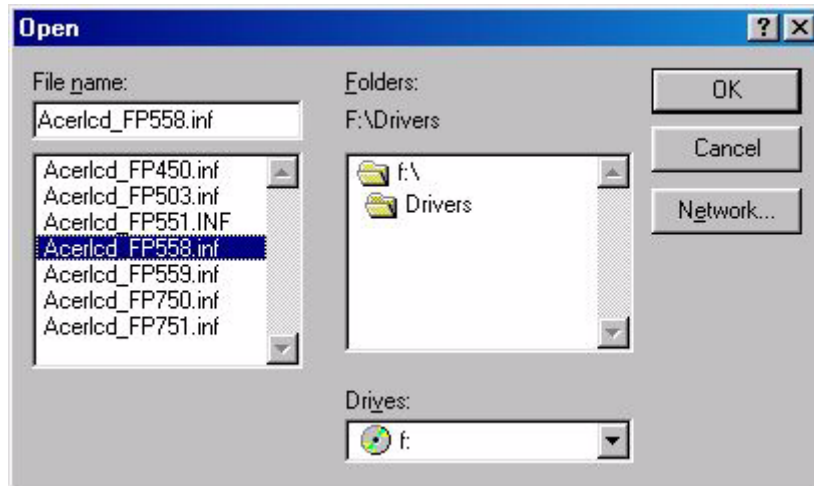 Open
File name:
Acerlcd_FP558.inf
Acerlcd_FP450.inf
Acerlcd_FP503.inf
Acerlcd_FP551.INF
Acerlcd_FP558.inf
Acerlcd_FP559.inf
Acerlcd_FP750.inf
Acerlcd_FP751.inf
Folders:
F:\Drivers
f:\
Drivers
Drives:
f:
OK
Cancel
Network...